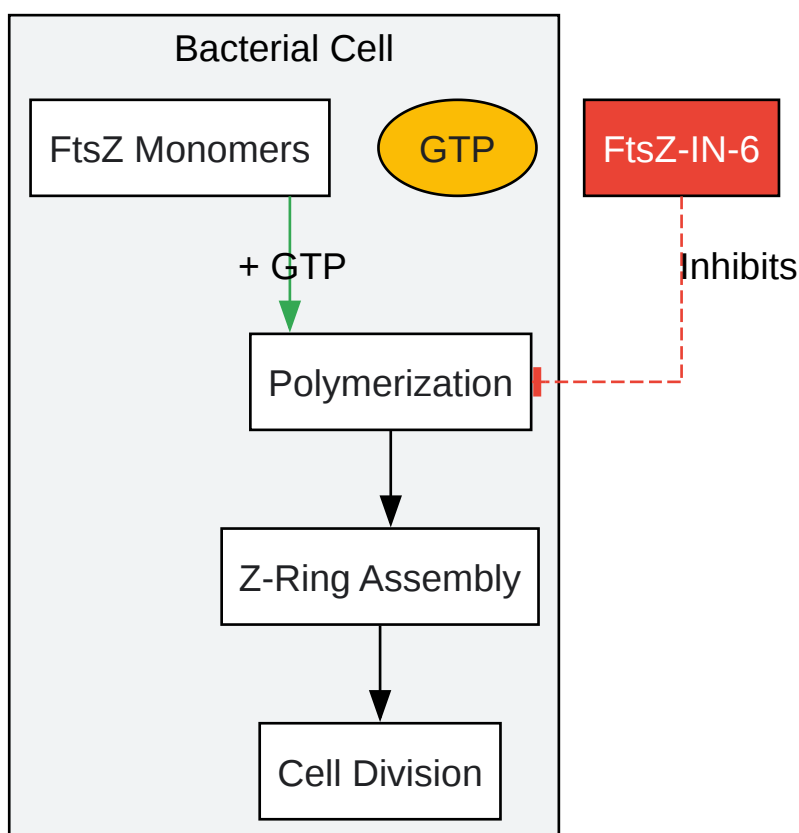 Bacterial Cell
FtsZ Monomers
GTP
FtsZ-IN-6
+ GTP
Inhibits
Polymerization
Z-Ring Assembly
Cell Division